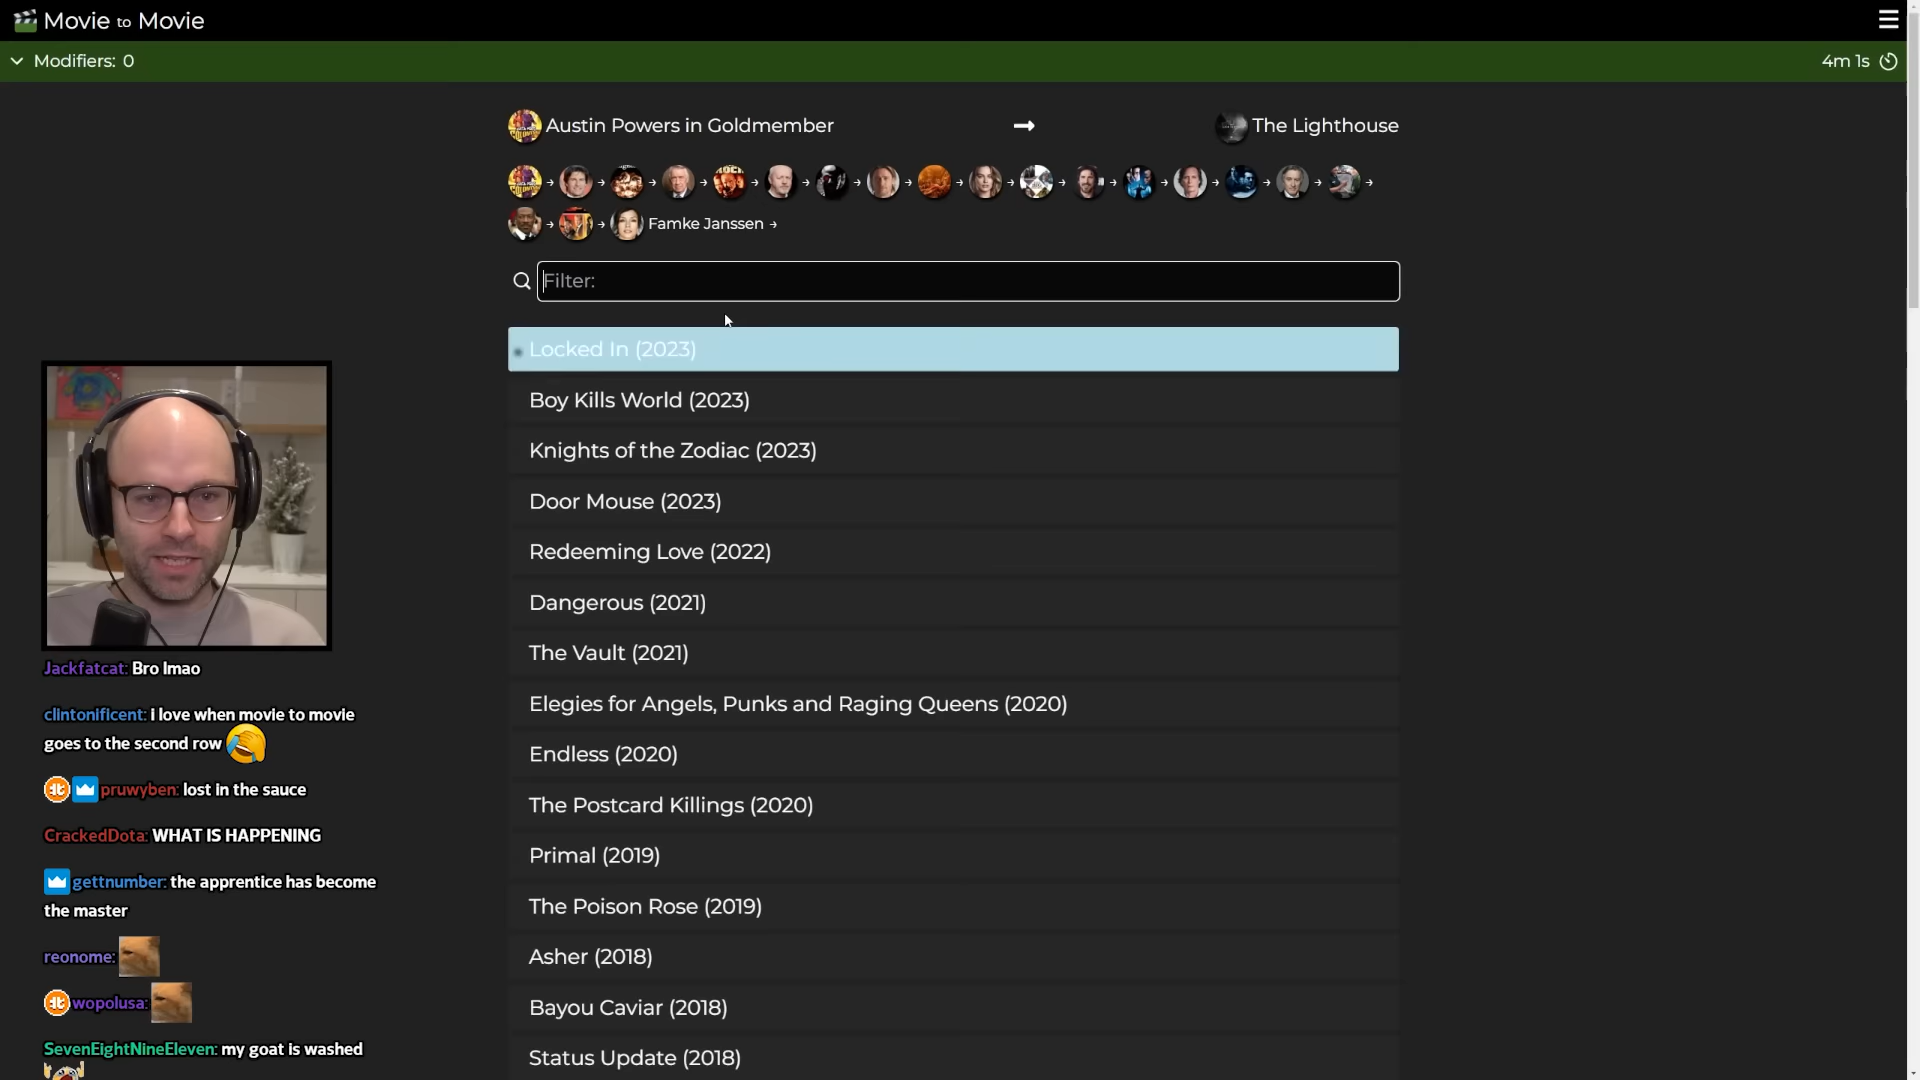 Movie to Movie
Modifiers: 0
4m 1s
Austin Powers in Goldmember
The Lighthouse
Famke Janssen
Filter:
Locked In (2023)
Boy Kills World (2023)
Knights of the Zodiac (2023)
Door Mouse (2023)
Redeeming Love (2022)
Dangerous (2021)
The Vault (2021)
Elegies for Angels, Punks and Raging Queens (2020)
Endless (2020)
The Postcard Killings (2020)
Primal (2019)
The Poison Rose (2019)
Asher (2018)
Bayou Caviar (2018)
Status Update (2018)
Jackfatcat: Bro lmao
clintonificent: i love when movie to movie
goes to the second row
pruwyben: lost in the sauce
CrackedDota: WHAT IS HAPPENING
gettnumber: the apprentice has become
the master
reonome:
wopolusa:
SevenEightNineEleven: my goat is washed